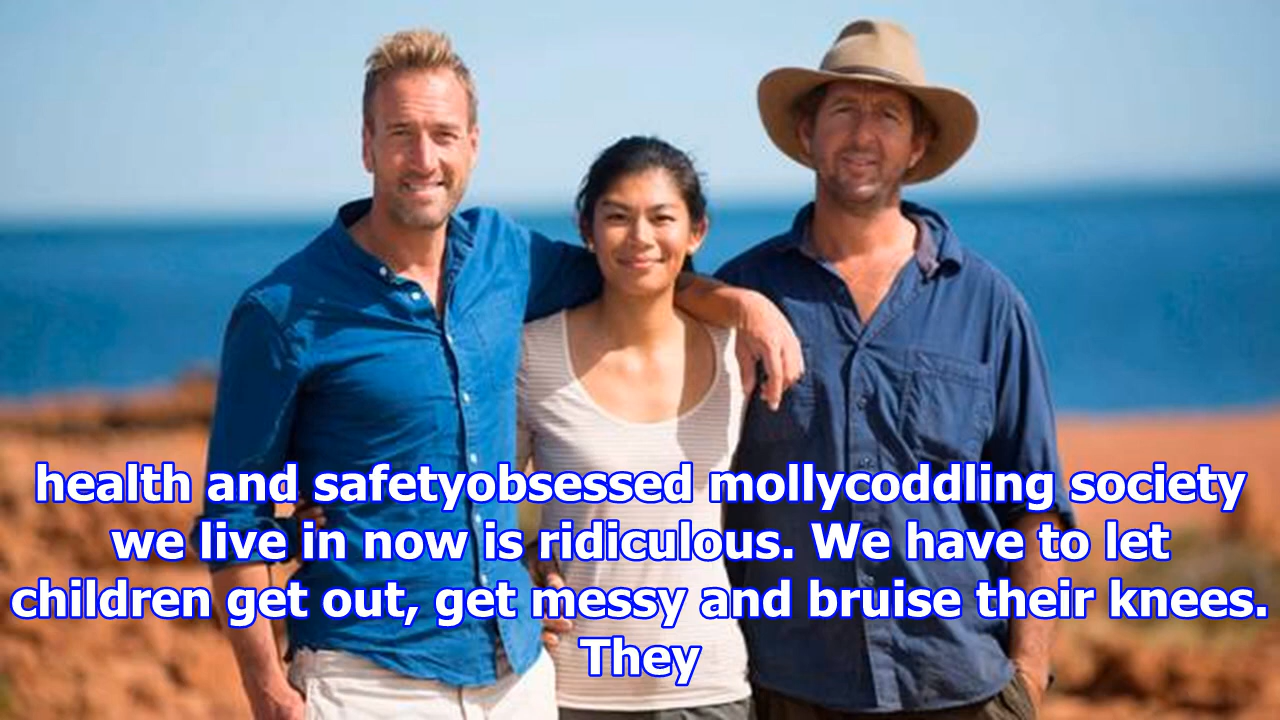 health and safetyobsessed mollycoddling society
we live in now is ridiculous. We have to let
children get out, get messy and bruise their knees.
They